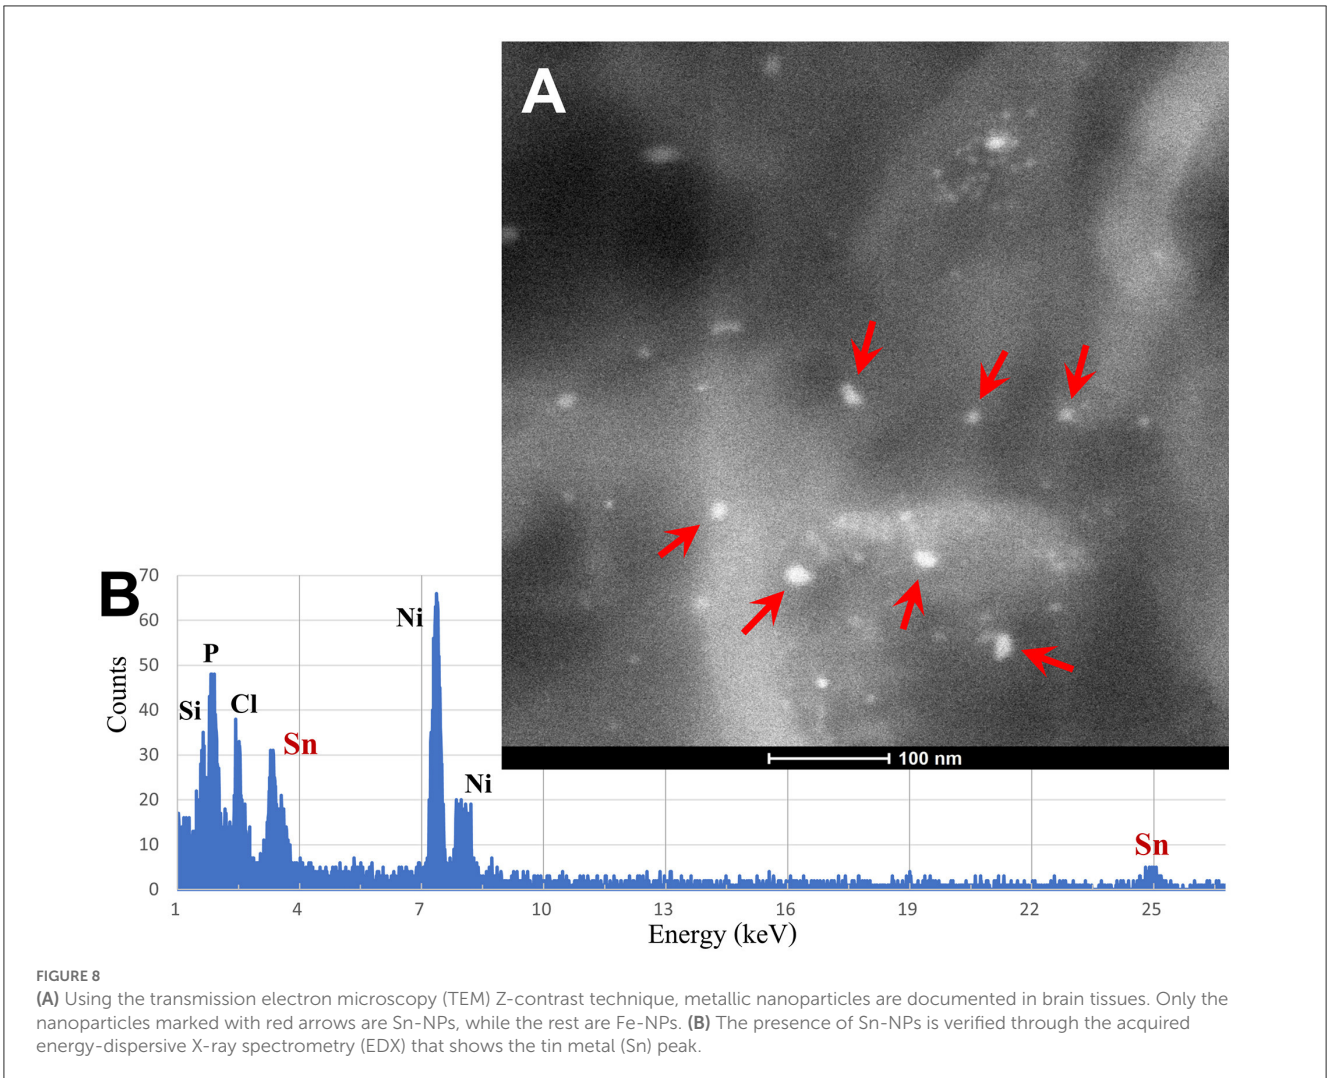 A
100 nm
B
70
60
50
40
30
20
10
0
Counts
Si
P
Cl
Sn
Ni
Ni
Sn
1 4 7 10 13 16 19 22 25
Energy (keV)
FIGURE 8
(A) Using the transmission electron microscopy (TEM) Z-contrast technique, metallic nanoparticles are documented in brain tissues. Only the
nanoparticles marked with red arrows are Sn-NPs, while the rest are Fe-NPs. (B) The presence of Sn-NPs is verified through the acquired
energy-dispersive X-ray spectrometry (EDX) that shows the tin metal (Sn) peak.